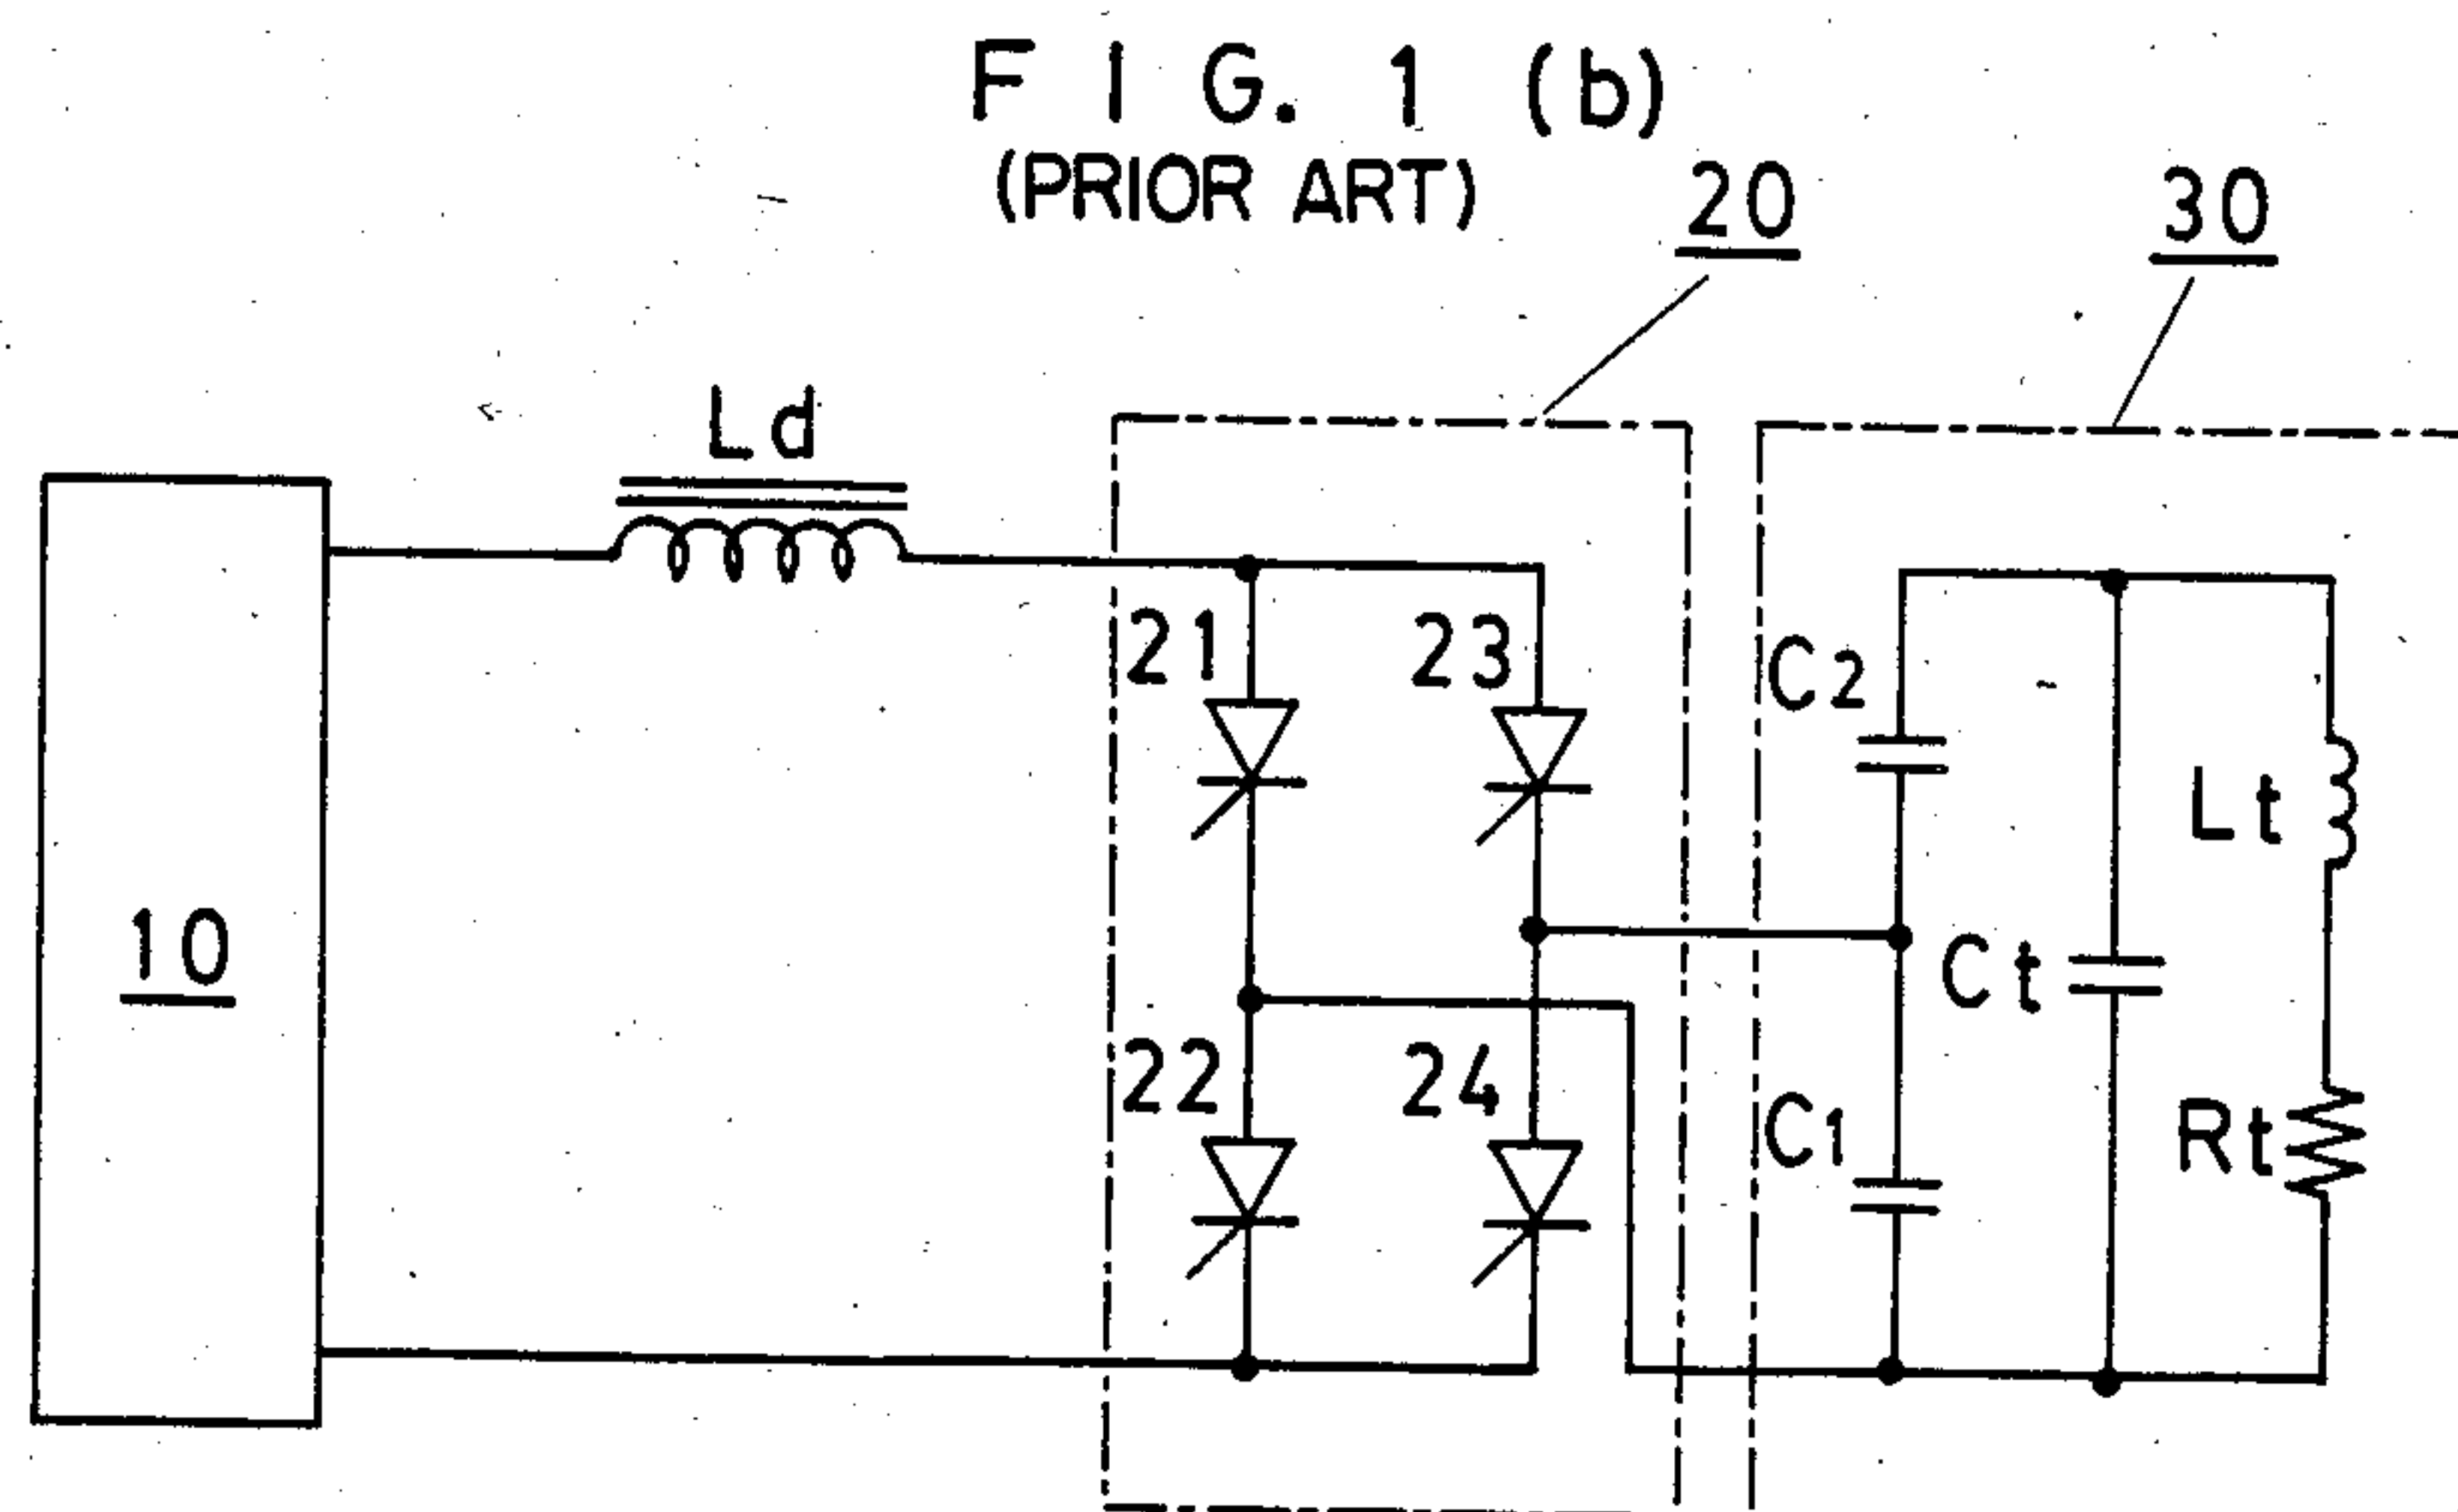 F I G. 1 (b)
(PRIOR ART)
20
30
Ld
21
23
C2
Lt
10
Ct
22
24
C1
Rt